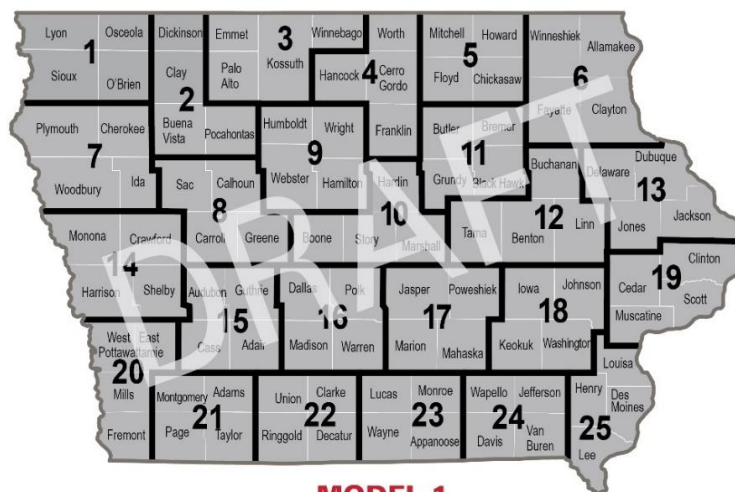 Lyon Osceola Dickinson Emmet 3 Winnebago Worth Mitchell Howard Winneshiek Allamakee
1 Sioux O'Brien Clay 2 Palo Alto Kossuth Hancock 4 Cerro Gordo 5 Floyd Chickasaw 6
Buena Vista Pocahontas Humboldt Wright Franklin Butler Bremer Fayette Clayton
Plymouth Cherokee 7 9 11 Buchanan Delaware Dubuque
Woodbury Ida Sac Calhoun Webster Hamilton Hardin Grundy Black Hawk 13
8 10 12 Jones Jackson
Monona Crawford Carroll Greene Boone Story Marshall Tama Benton Linn
14 Clinton
Harrison Shelby Audubon Guthrie Dallas Polk Jasper Poweshiek Iowa Johnson Cedar 19 Scott
15 16 17 18 Muscatine
Cass Adair Madison Warren Marion Mahaska Keokuk Washington
West East Pottawattamie Louisa
20 Mills Montgomery Adams Union Clarke Lucas Monroe Wapello Jefferson Henry Des Moines
21 22 23 24 25
Fremont Page Taylor Ringgold Decatur Wayne Appanoose Davis Van Buren Lee
DRAFT
MODEL 1